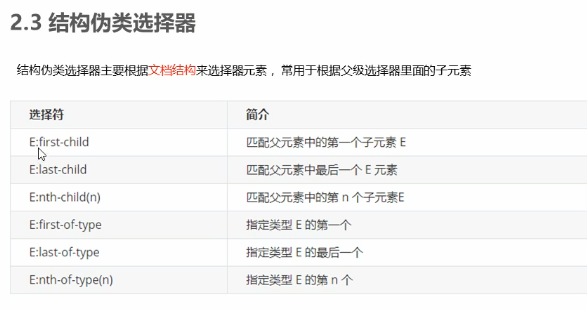 2.3 结构伪类选择器
结构伪类选择器主要根据文档结构来选择器元素，常用于根据父级选择器里面的子元素
选择符 简介
E:first-child 匹配父元素中的第一个子元素 E
E:last-child 匹配父元素中最后一个 E 元素
E:nth-child(n) 匹配父元素中的第 n 个子元素E
E:first-of-type 指定类型 E 的第一个
E:last-of-type 指定类型 E 的最后一个
E:nth-of-type(n) 指定类型 E 的第 n 个